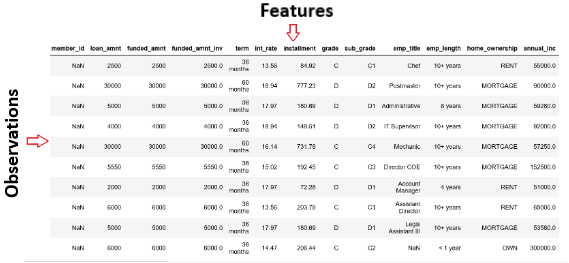 Features
Observations
member_id loan_amnt funded_amnt funded_amnt_inv term int_rate installment grade sub_grade emp_title emp_length home_ownership annual_inc
NaN 2500 2500 2500.0 36 months 13.56 84.92 C C1 Chef 10+ years RENT 55000.0
NaN 30000 30000 30000.0 60 months 18.94 777.23 D D2 Postmaster 10+ years MORTGAGE 90000.0
NaN 5000 5000 5000.0 36 months 17.97 180.69 D D1 Administrative 6 years MORTGAGE 59280.0
NaN 4000 4000 4000.0 36 months 18.94 146.51 D D2 IT Supervisor 10+ years MORTGAGE 92000.0
NaN 30000 30000 30000.0 60 months 16.14 731.78 C C4 Mechanic 10+ years MORTGAGE 57250.0
NaN 5550 5550 5550.0 36 months 15.02 192.45 C C3 Director COE 10+ years MORTGAGE 152500.0
NaN 2000 2000 2000.0 36 months 17.97 72.28 D D1 Account Manager 4 years RENT 51000.0
NaN 6000 6000 6000.0 36 months 13.56 203.79 C C1 Assistant Director 10+ years RENT 65000.0
NaN 5000 5000 5000.0 36 months 17.97 180.69 D D1 Legal Assistant III 10+ years MORTGAGE 53580.0
NaN 6000 6000 6000.0 36 months 14.47 206.44 C C2 NaN < 1 year OWN 300000.0